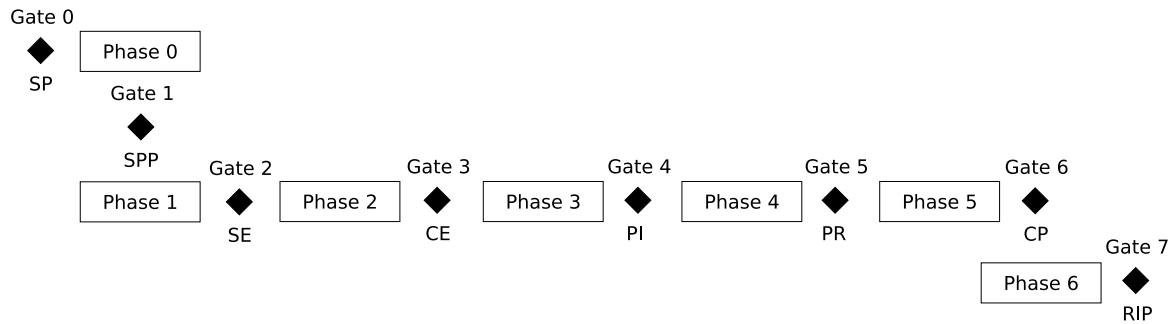 Gate 0
Phase 0
SP
Gate 1
SPP
Gate 2
Gate 3
Gate 4
Gate 5
Gate 6
Phase 1
Phase 2
Phase 3
Phase 4
Phase 5
SE
CE
PI
PR
CP
Gate 7
Phase 6
RIP